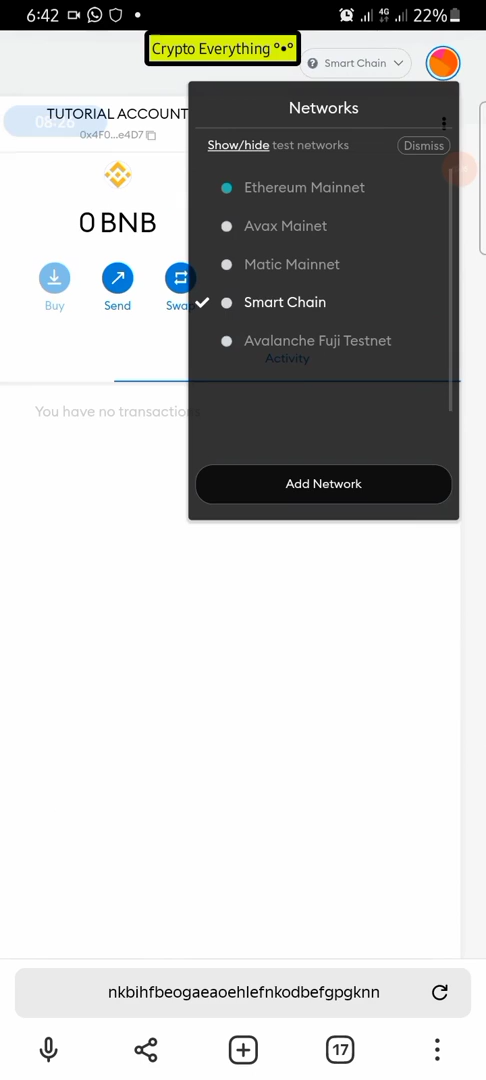 6:42
4G
22%
Crypto Everything °•°
Smart Chain
TUTORIAL ACCOUNT
0x4F0...e4D7
0 BNB
Buy
Send
Swap
Activity
You have no transactions
Networks
Show/hide test networks
Dismiss
Ethereum Mainnet
Avax Mainet
Matic Mainnet
Smart Chain
Avalanche Fuji Testnet
Add Network
nkbihfbeogaeaoehlefnkodbefgpgknn
17